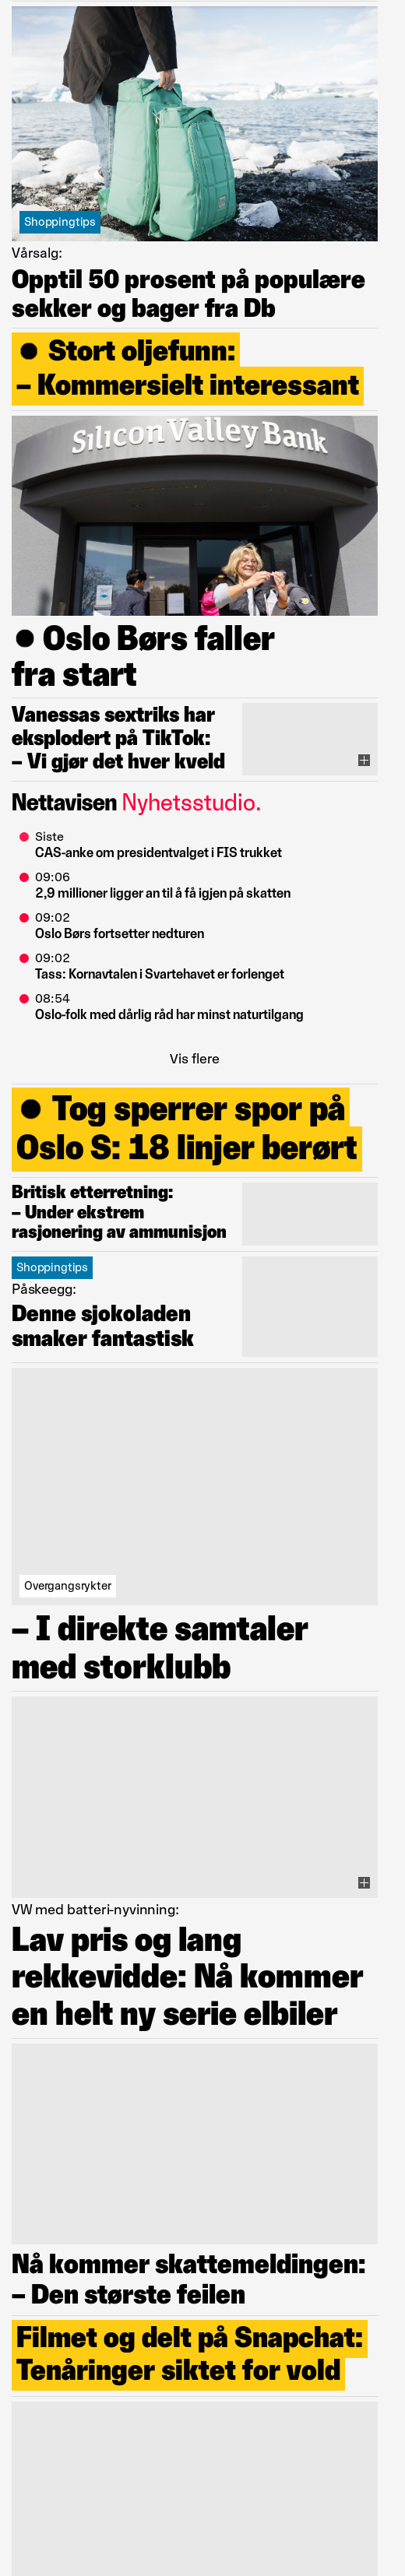 Shoppingtips
Vårsalg:
Opptil 50 prosent på populære
sekker og bager fra Db
Stort oljefunn:
– Kommersielt interessant
Silicon Valley Bank
Oslo Børs faller
fra start
Vanessas sextriks har
eksplodert på TikTok:
– Vi gjør det hver kveld
Nettavisen Nyhetsstudio.
Siste
CAS-anke om presidentvalget i FIS trukket
09:06
2,9 millioner ligger an til å få igjen på skatten
09:02
Oslo Børs fortsetter nedturen
09:02
Tass: Kornavtalen i Svartehavet er forlenget
08:54
Oslo-folk med dårlig råd har minst naturtilgang
Vis flere
Tog sperrer spor på
Oslo S: 18 linjer berørt
Britisk etterretning:
– Under ekstrem
rasjonering av ammunisjon
Shoppingtips
Påskeegg:
Denne sjokoladen
smaker fantastisk
Overgangsrykter
– I direkte samtaler
med storklubb
VW med batteri-nyvinning:
Lav pris og lang
rekkevidde: Nå kommer
en helt ny serie elbiler
Nå kommer skattemeldingen:
– Den største feilen
Filmet og delt på Snapchat:
Tenåringer siktet for vold